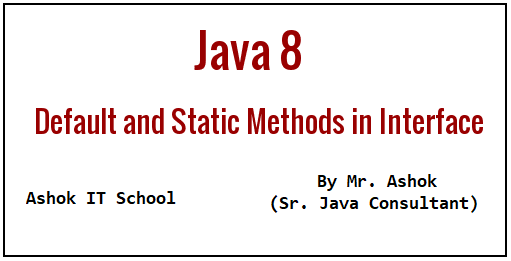 Java 8
Default and Static Methods in Interface
Ashok IT School
By Mr. Ashok
(Sr. Java Consultant)